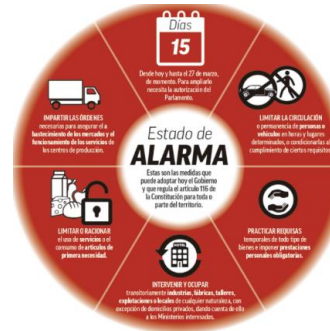 Días
15
Desde hoy y hasta el 27 de marzo,
de momento. Para ampliarlo
necesita la autorización del
Parlamento.
LIMITAR LA CIRCULACIÓN
o permanencia de personas o
vehículos en horas y lugares
determinados, o condicionarlas al
cumplimiento de ciertos requisitos
PRACTICAR REQUISAS
temporales de todo tipo de
bienes e imponer prestaciones
personales obligatorias.
INTERVENIR Y OCUPAR
transitoriamente industrias, fábricas, talleres,
explotaciones o locales de cualquier naturaleza, con
excepción de domicilios privados, dando cuenta de ello
a los Ministerios interesados.
LIMITAR O RACIONAR
el uso de servicios o el
consumo de artículos de
primera necesidad.
IMPARTIR LAS ÓRDENES
necesarias para asegurar el a
bastecimiento de los mercados y el
funcionamiento de los servicios de
los centros de producción.
Estado de
ALARMA
Estas son las medidas que
puede adoptar hoy el Gobierno
y que regula el artículo 116 de
la Constitución para toda o
parte del territorio.